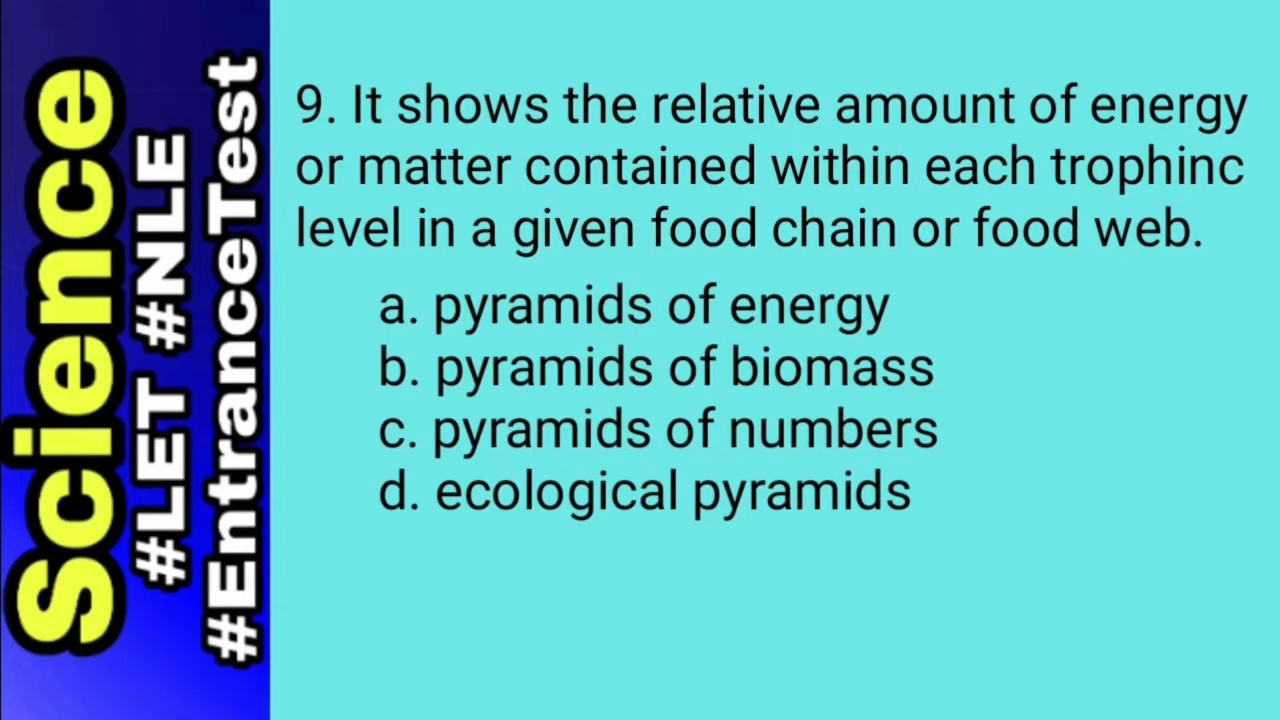 Science
#LET #NLE
#EntranceTest
9. It shows the relative amount of energy
or matter contained within each trophinc
level in a given food chain or food web.
a. pyramids of energy
b. pyramids of biomass
c. pyramids of numbers
d. ecological pyramids